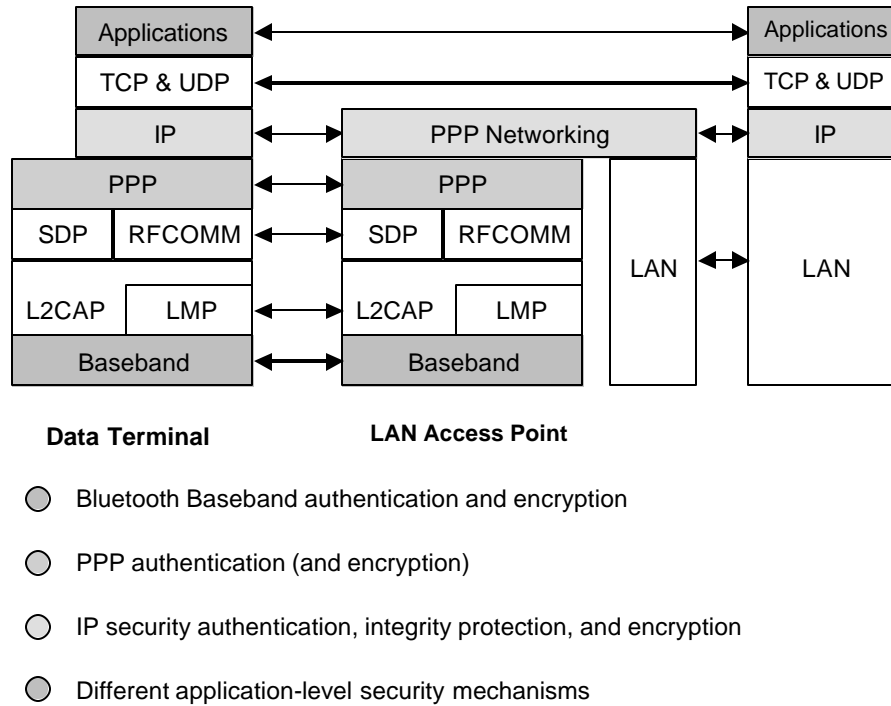 Applications Applications
TCP & UDP TCP & UDP
IP PPP Networking IP
PPP PPP
SDP RFCOMM SDP RFCOMM
LAN LAN
L2CAP LMP L2CAP LMP
Baseband Baseband
Data Terminal LAN Access Point
Bluetooth Baseband authentication and encryption
PPP authentication (and encryption)
IP security authentication, integrity protection, and encryption
Different application-level security mechanisms